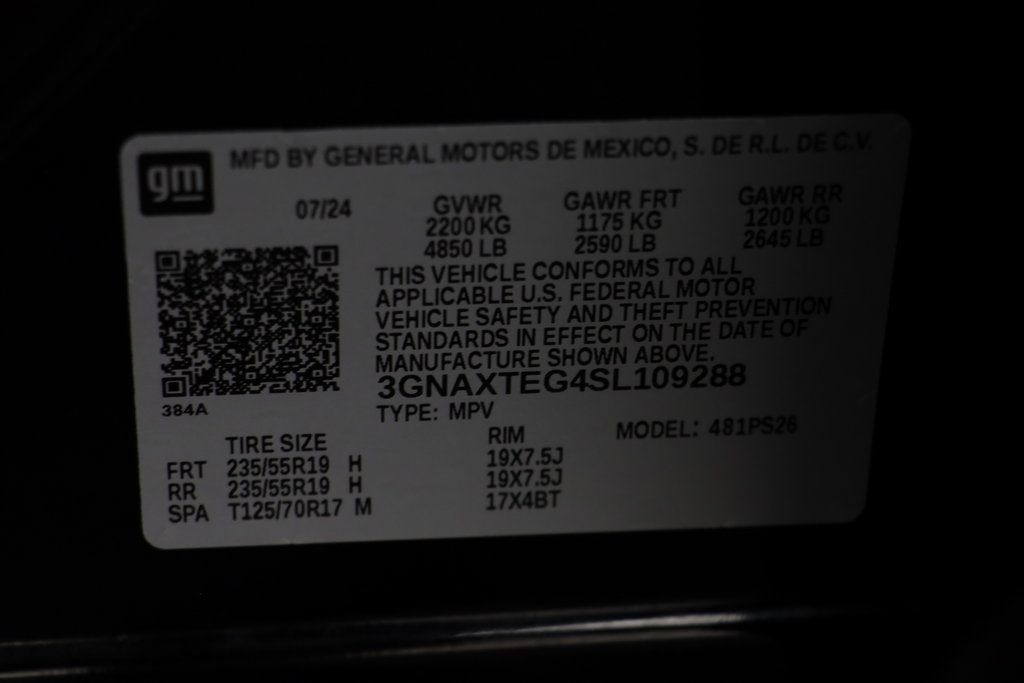 gm
MFD BY GENERAL MOTORS DE MEXICO, S. DE R.L. DE C.V.
07/24 GVWR GAWR FRT GAWR RR
2200 KG 1175 KG 1200 KG
4850 LB 2590 LB 2645 LB
THIS VEHICLE CONFORMS TO ALL
APPLICABLE U.S. FEDERAL MOTOR
VEHICLE SAFETY AND THEFT PREVENTION
STANDARDS IN EFFECT ON THE DATE OF
MANUFACTURE SHOWN ABOVE.
3GNAXTEG4SL109288
384A
TYPE: MPV
MODEL: 481PS26
TIRE SIZE RIM
FRT 235/55R19 H 19X7.5J
RR 235/55R19 H 19X7.5J
SPA T125/70R17 M 17X4BT